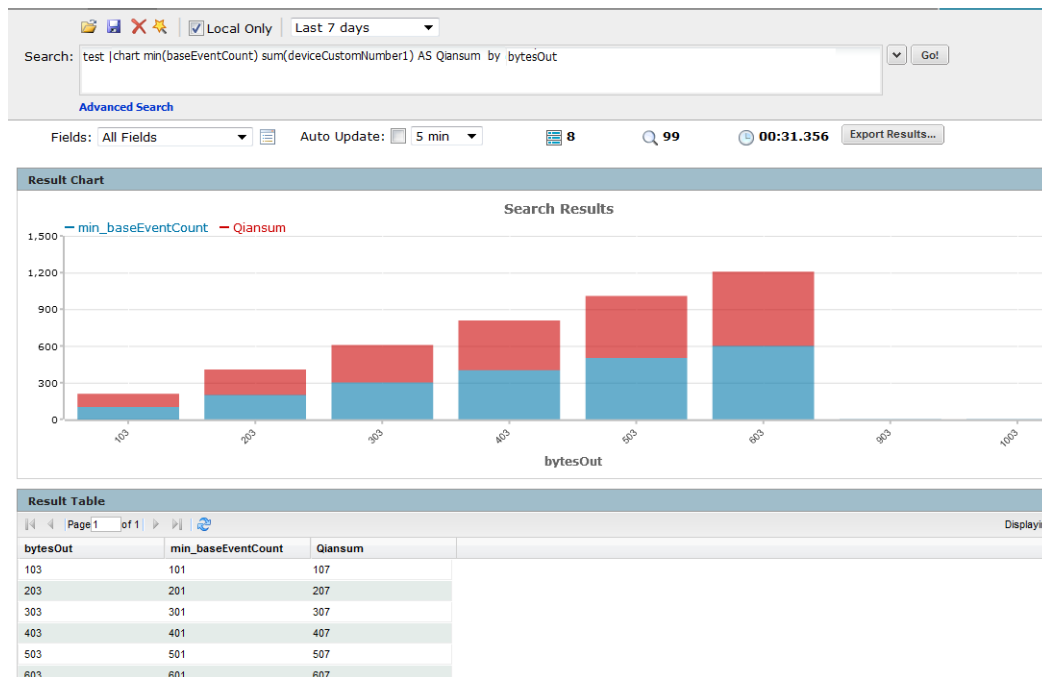 Local Only Last 7 days
Search: test |chart min(baseEventCount) sum(deviceCustomNumber1) AS Qiansum by bytesOut Go!
Advanced Search
Fields: All Fields Auto Update: 5 min 8 99 00:31.356 Export Results...
Result Chart
Search Results
min_baseEventCount Qiansum
1,500
1,200
900
600
300
0
103 203 303 403 503 603 903 1003
bytesOut
Result Table
Page 1 of 1 Displayi
bytesOut min_baseEventCount Qiansum
103 101 107
203 201 207
303 301 307
403 401 407
503 501 507
603 601 607